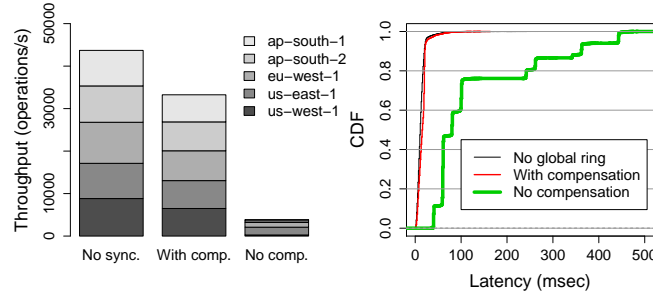 Throughput (operations/s)
0
10000
30000
50000
ap−south−1
ap−south−2
eu−west−1
us−east−1
us−west−1
No sync.
With comp.
No comp.
CDF
0.0
0.2
0.4
0.6
0.8
1.0
No global ring
With compensation
No compensation
0
100
200
300
400
500
Latency (msec)